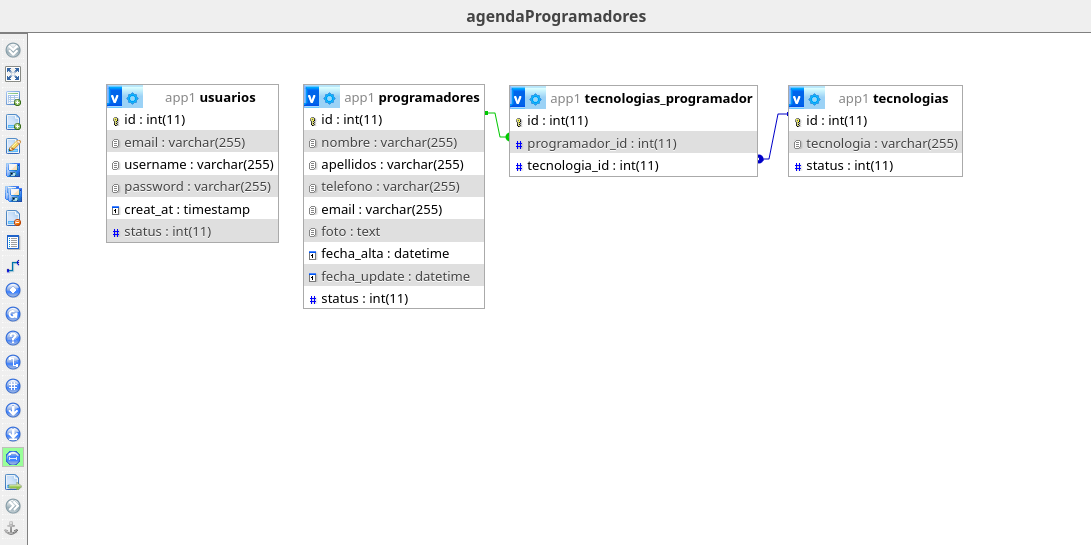 agendaProgramadores
app1 usuarios
id : int(11)
email : varchar(255)
username : varchar(255)
password : varchar(255)
creat_at : timestamp
status : int(11)
app1 programadores
id : int(11)
nombre : varchar(255)
apellidos : varchar(255)
telefono : varchar(255)
email : varchar(255)
foto : text
fecha_alta : datetime
fecha_update : datetime
status : int(11)
app1 tecnologias_programador
id : int(11)
programador_id : int(11)
tecnologia_id : int(11)
app1 tecnologias
id : int(11)
tecnologia : varchar(255)
status : int(11)